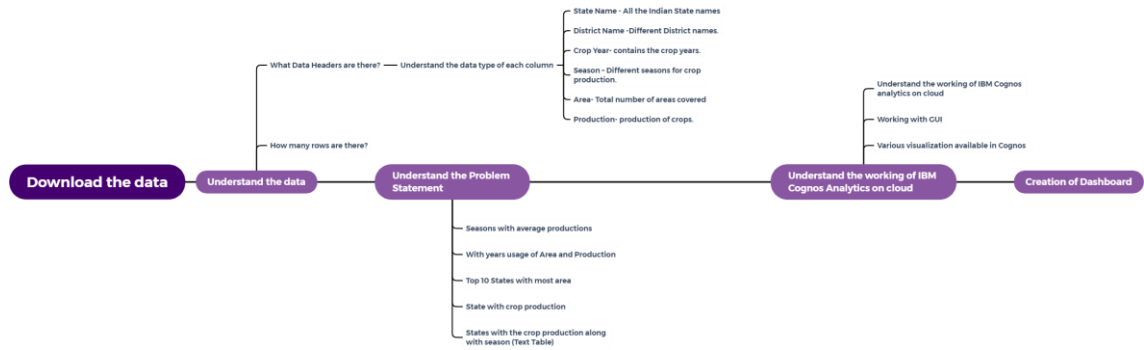 State Name - All the Indian State names
District Name -Different District names.
Crop Year- contains the crop years.
What Data Headers are there?
Understand the data type of each column
Season - Different seasons for crop
production.
Area- Total number of areas covered
Production- production of crops.
How many rows are there?
Understand the working of IBM Cognos
analytics on cloud
Working with GUI
Various visualization available in Cognos
Download the data
Understand the data
Understand the Problem
Statement
Understand the working of IBM
Cognos Analytics on cloud
Creation of Dashboard
Seasons with average productions
With years usage of Area and Production
Top 10 States with most area
State with crop production
States with the crop production along
with season (Text Table)